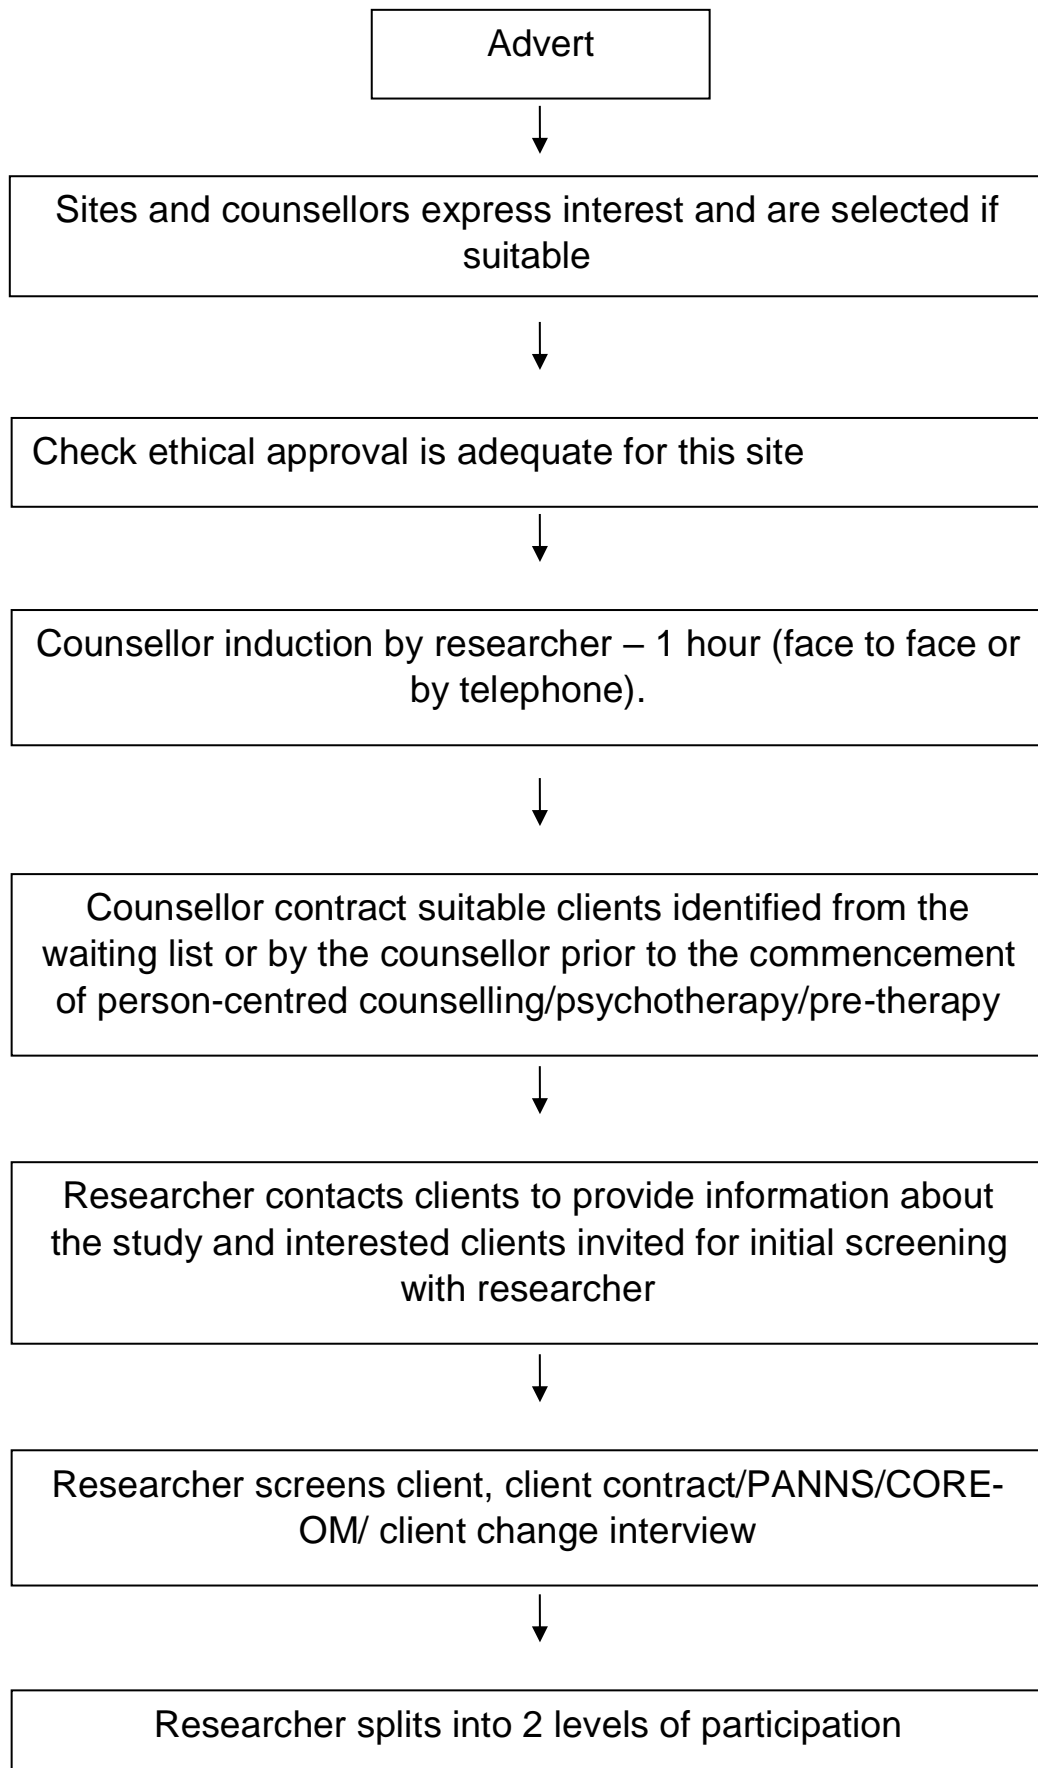 Advert
Sites and counsellors express interest and are selected if
suitable
Check ethical approval is adequate for this site
Counsellor induction by researcher – 1 hour (face to face or
by telephone).
Counsellor contract suitable clients identified from the
waiting list or by the counsellor prior to the commencement
of person-centred counselling/psychotherapy/pre-therapy
Researcher contacts clients to provide information about
the study and interested clients invited for initial screening
with researcher
Researcher screens client, client contract/PANNS/CORE-
OM/ client change interview
Researcher splits into 2 levels of participation